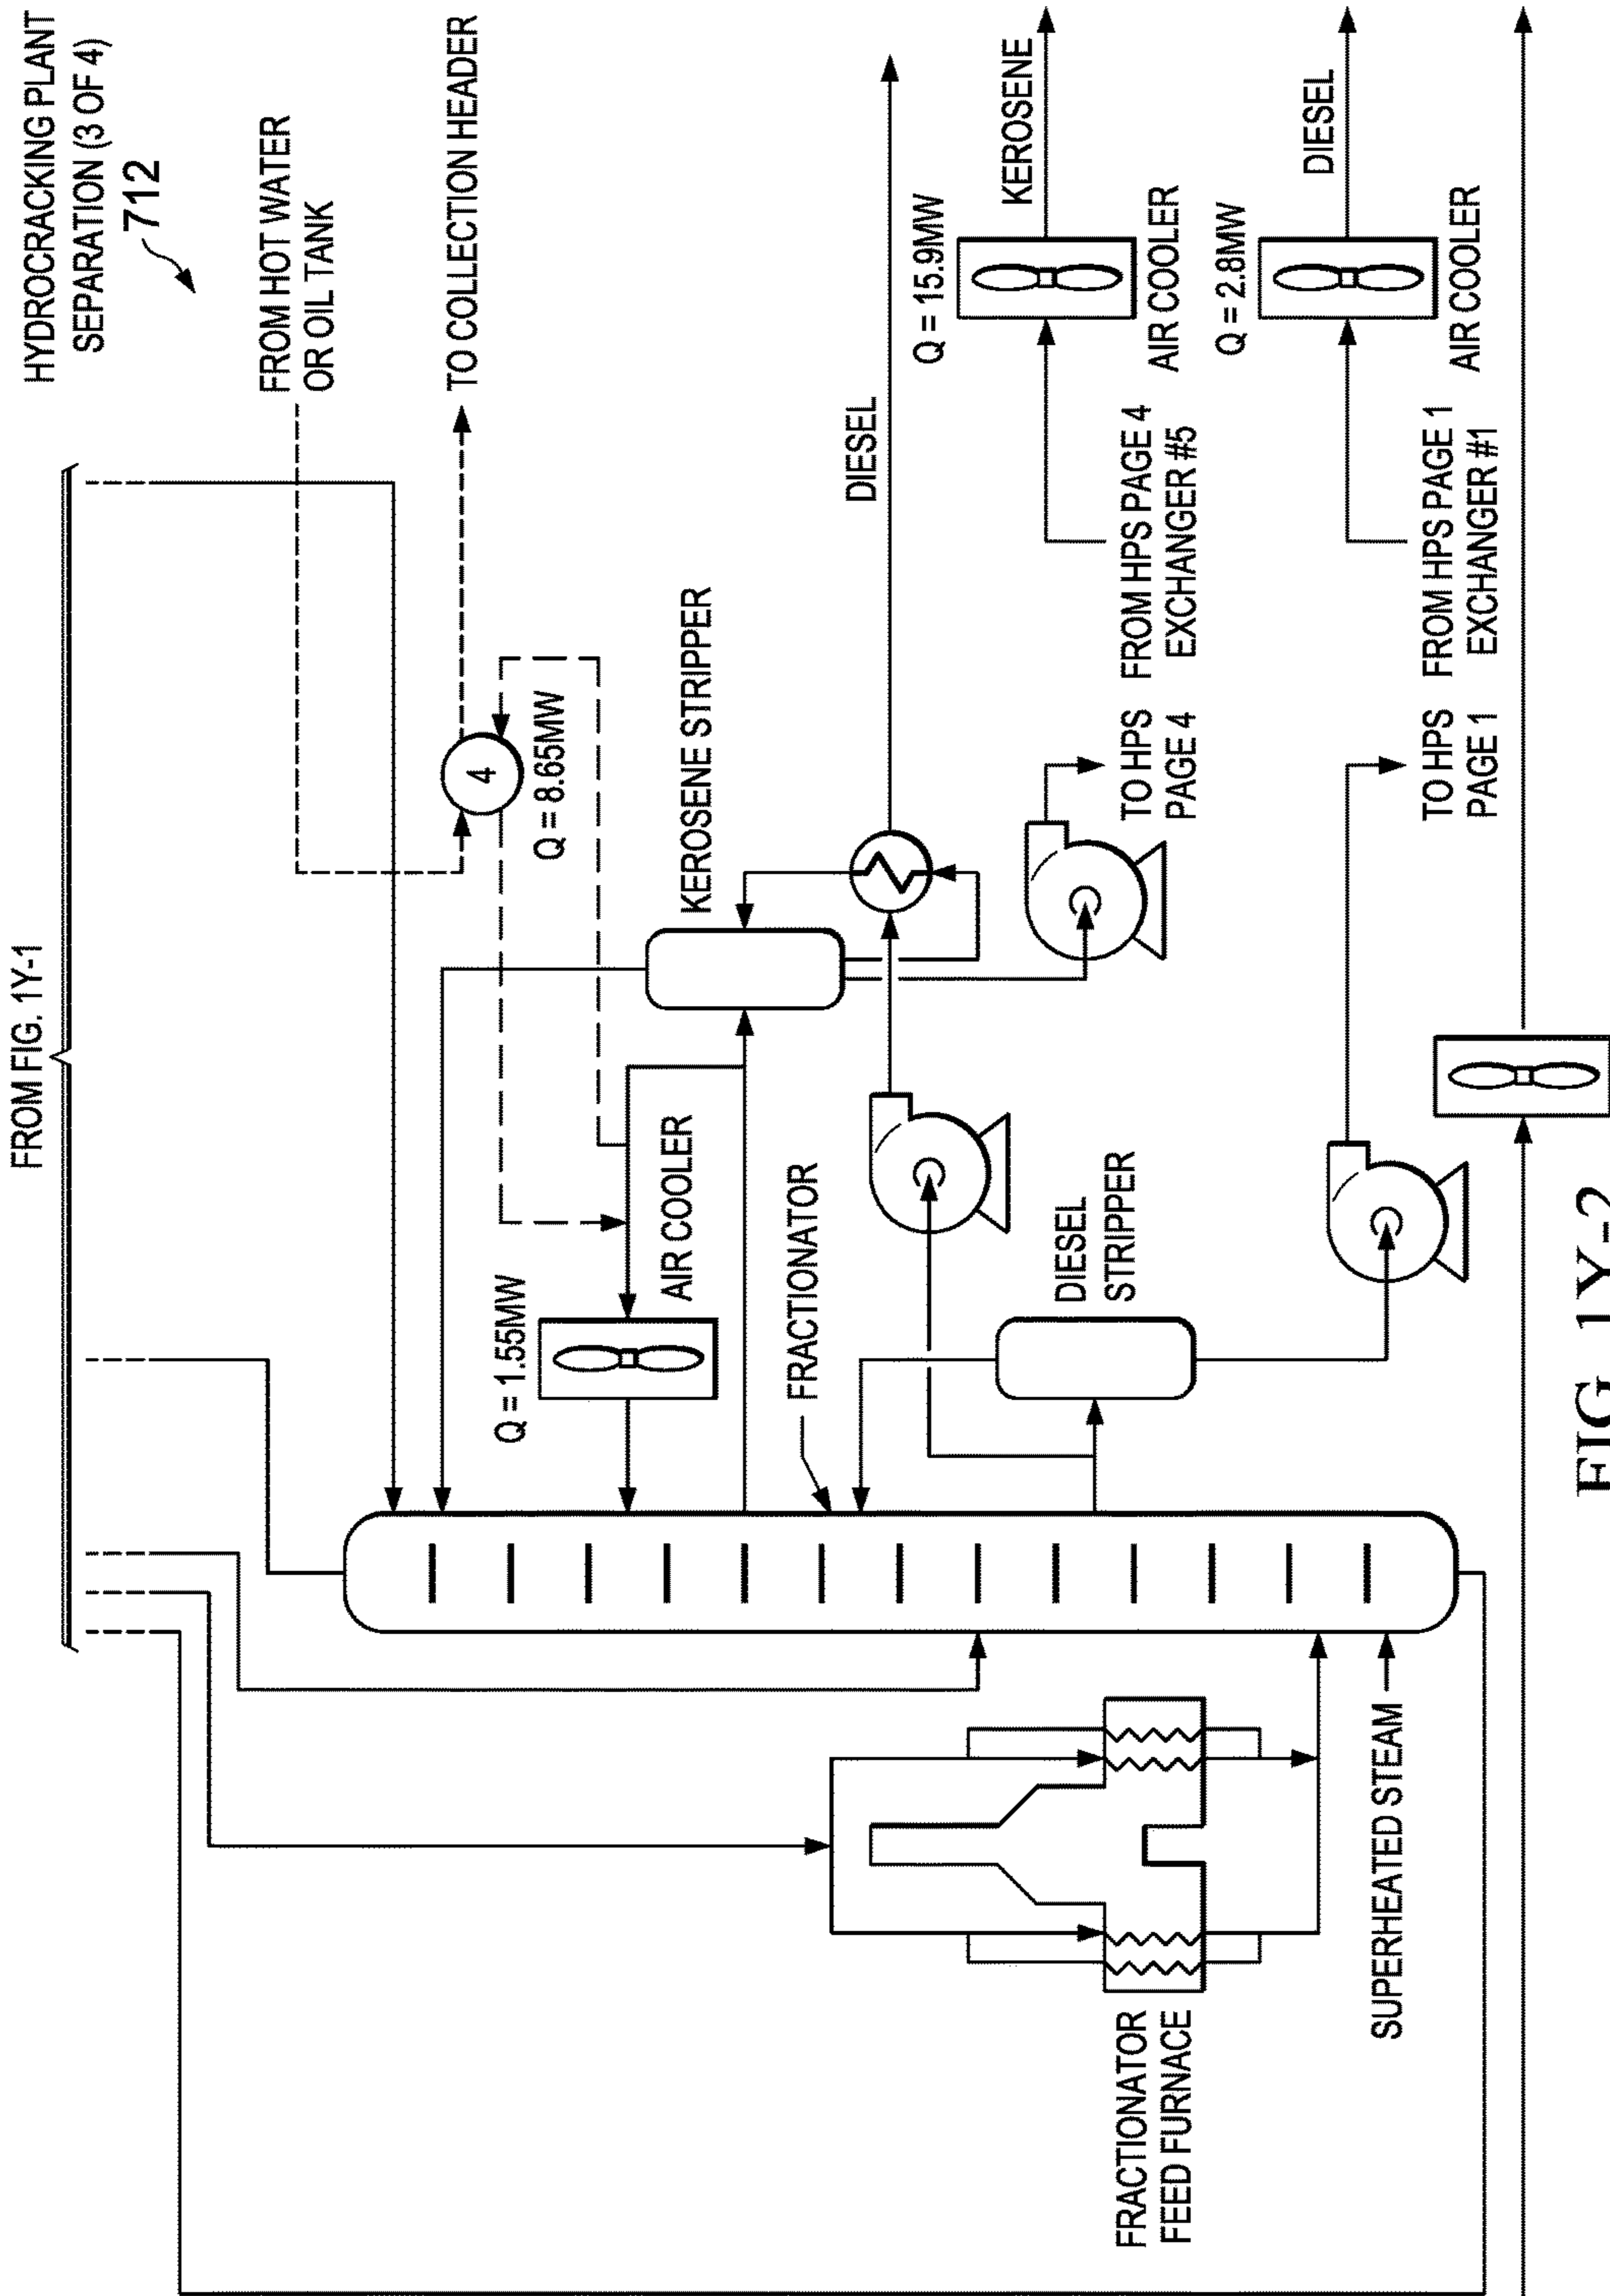 FROM FIG. 1Y-1
HYDROCRACKING PLANT
SEPARATION (3 OF 4)
712
FROM HOT WATER
OR OIL TANK
TO COLLECTION HEADER
4
Q = 8.65MW
KEROSENE STRIPPER
Q = 1.55MW
AIR COOLER
FRACTIONATOR
DIESEL
Q = 15.9MW
KEROSENE
AIR COOLER
DIESEL
STRIPPER
TO HPS
PAGE 4
FROM HPS PAGE 4
EXCHANGER #5
Q = 2.8MW
DIESEL
AIR COOLER
FRACTIONATOR
FEED FURNACE
SUPERHEATED STEAM
TO HPS
PAGE 1
FROM HPS PAGE 1
EXCHANGER #1
FIG. 1Y-2